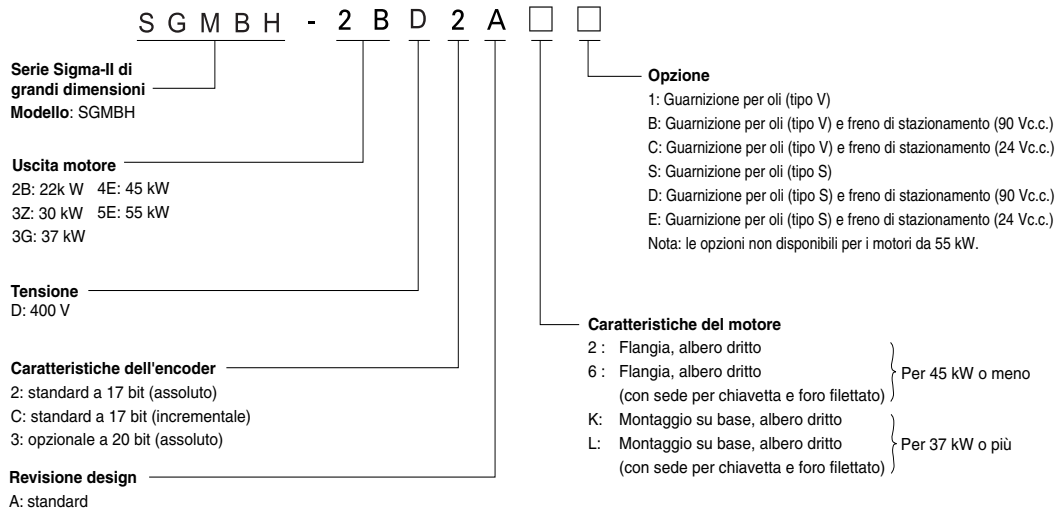 SGMBH - 2BD2A□□
Serie Sigma-II di
grandi dimensioni
Modello: SGMBH
Uscita motore
2B: 22k W 4E: 45 kW
3Z: 30 kW 5E: 55 kW
3G: 37 kW
Tensione
D: 400 V
Caratteristiche dell'encoder
2: standard a 17 bit (assoluto)
C: standard a 17 bit (incrementale)
3: opzionale a 20 bit (assoluto)
Revisione design
A: standard
Opzione
1: Guarnizione per oli (tipo V)
B: Guarnizione per oli (tipo V) e freno di stazionamento (90 Vc.c.)
C: Guarnizione per oli (tipo V) e freno di stazionamento (24 Vc.c.)
S: Guarnizione per oli (tipo S)
D: Guarnizione per oli (tipo S) e freno di stazionamento (90 Vc.c.)
E: Guarnizione per oli (tipo S) e freno di stazionamento (24 Vc.c.)
Nota: le opzioni non disponibili per i motori da 55 kW.
Caratteristiche del motore
2 : Flangia, albero dritto
6 : Flangia, albero dritto
(con sede per chiavetta e foro filettato)
Per 45 kW o meno
K: Montaggio su base, albero dritto
L: Montaggio su base, albero dritto
(con sede per chiavetta e foro filettato)
Per 37 kW o più